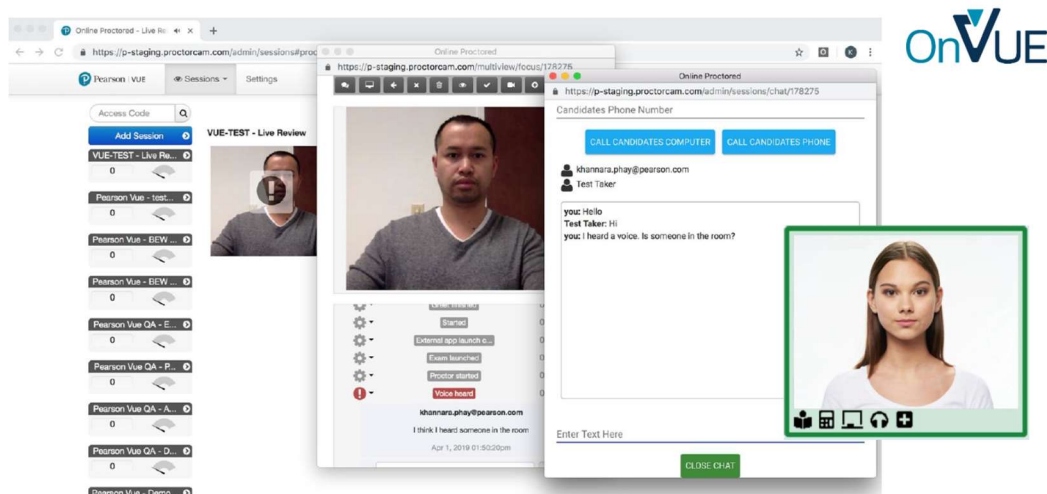 OnVUE
Online Proctored - Live Re
https://p-staging.proctorcam.com/admin/sessions#proc
Pearson | VUE
Sessions
Settings
Access Code
Add Session
VUE-TEST - Live Re...
0
Pearson Vue - test...
0
Pearson Vue - BEW ...
0
Pearson Vue - BEW ...
0
Pearson Vue QA - E...
0
Pearson Vue QA - P...
0
Pearson Vue QA - A...
0
Pearson Vue QA - D...
0
Pearson Vue - Demo
VUE-TEST - Live Review
Online Proctored
https://p-staging.proctorcam.com/multiview/focus/178275
Started
External app launch c...
Exam launched
Proctor started
Voice heard
khannara.phay@pearson.com
I think I heard someone in the room
Apr 1, 2019 01:50:20pm
Online Proctored
https://p-staging.proctorcam.com/admin/sessions/chat/178275
Candidates Phone Number
CALL CANDIDATES COMPUTER
CALL CANDIDATES PHONE
khannara.phay@pearson.com
Test Taker
you: Hello
Test Taker: Hi
you: I heard a voice. Is someone in the room?
Enter Text Here
CLOSE CHAT
K